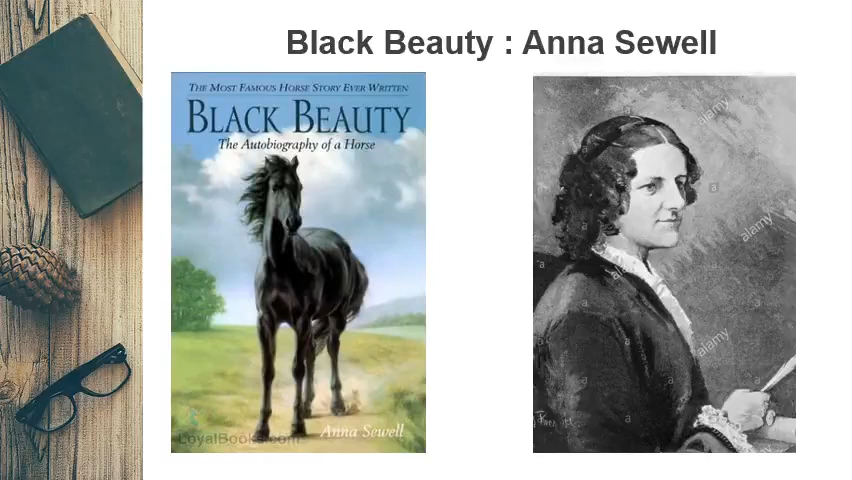 Black Beauty : Anna Sewell
THE MOST FAMOUS HORSE STORY EVER WRITTEN
BLACK BEAUTY
The Autobiography of a Horse
Anna Sewell
LoyalBooks.com
alamy
a
a
alamy
alamy
a
a
a
a
a
alamy
a
a
alamy